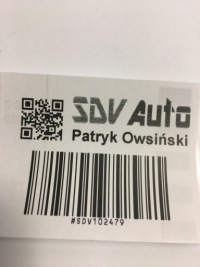 SDV Auto
Patryk Owsiński
#SDV102479